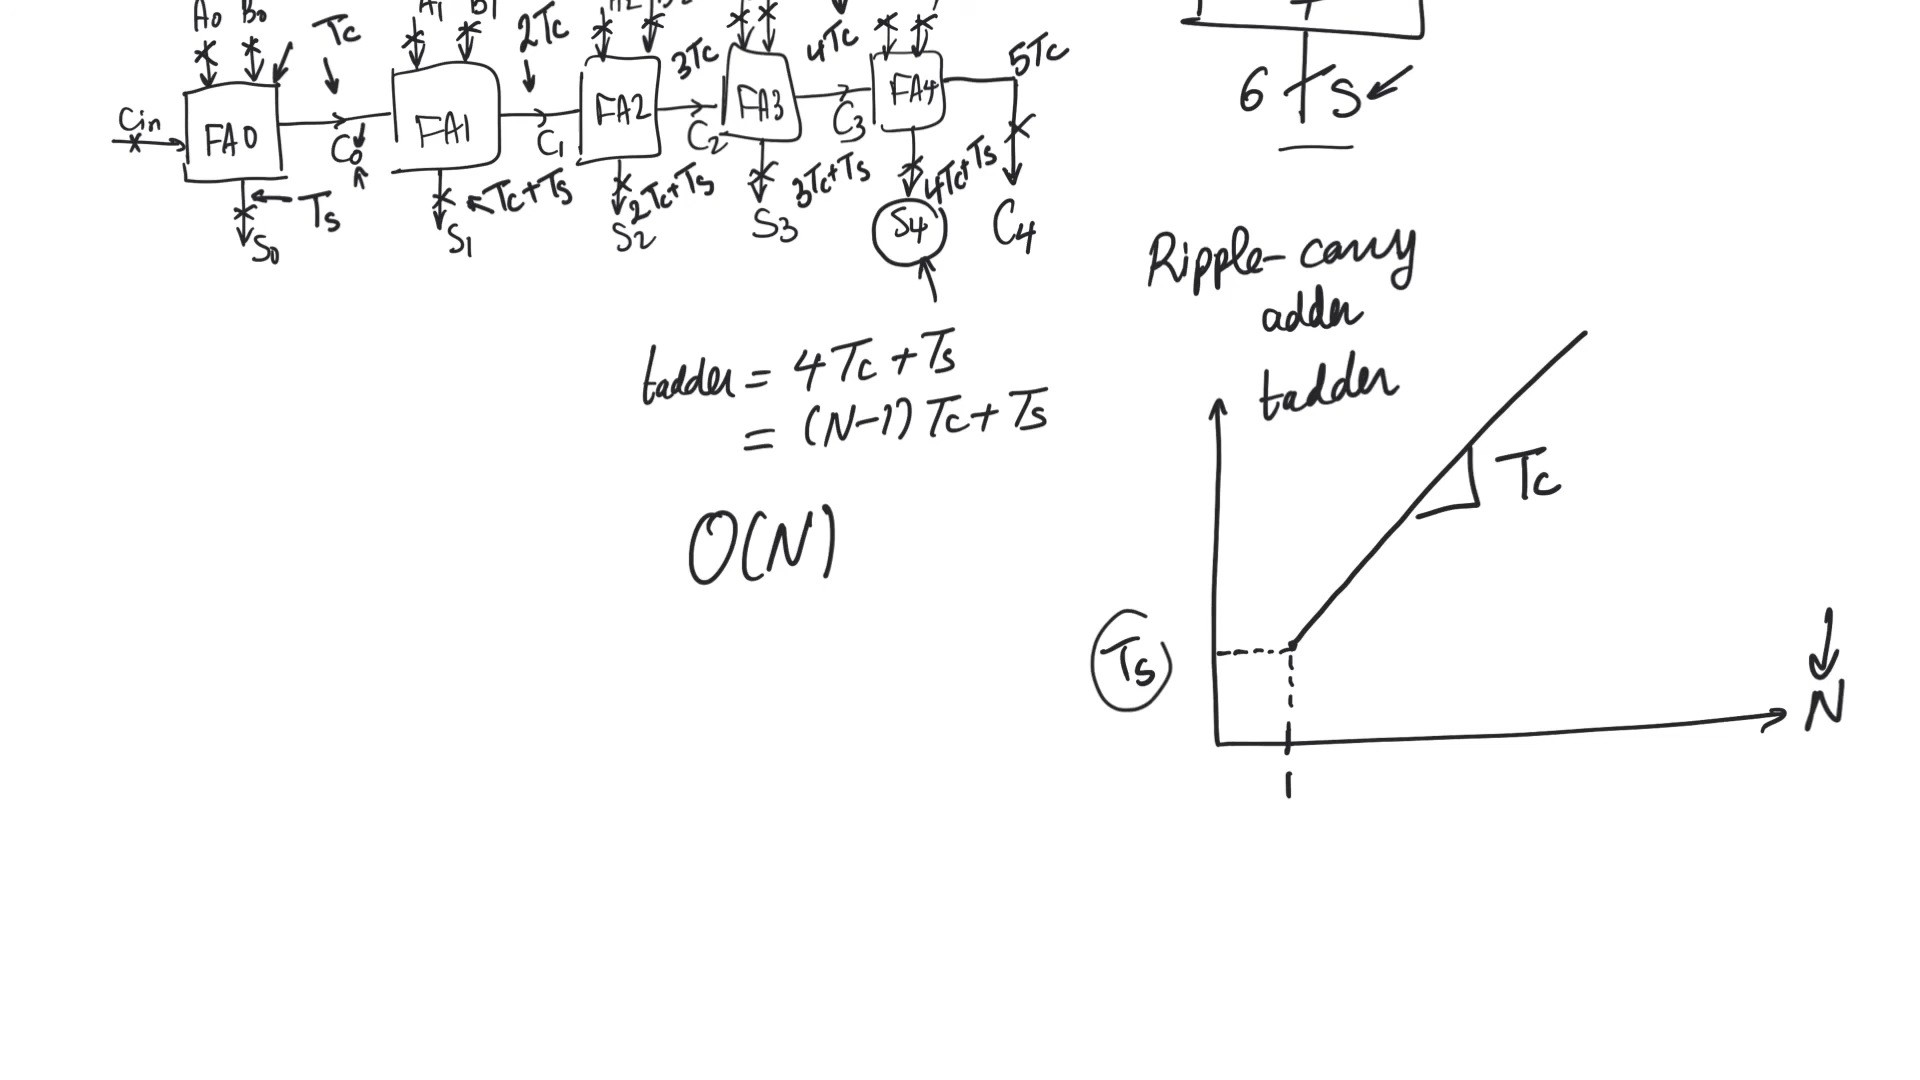 A0 B0 Tc A1 B1 2Tc 3Tc 4Tc 5Tc
Cin FA0 C0 FA1 C1 FA2 C2 FA3 C3 FA4
Ts Tc+Ts 2Tc+Ts 3Tc+Ts 4Tc+Ts
S0 S1 S2 S3 S4 C4
6 S
Ripple-carry
adder
tadder = 4Tc + Ts
= (N-1) Tc + Ts
O(N)
tadder
Tc
Ts
N
1